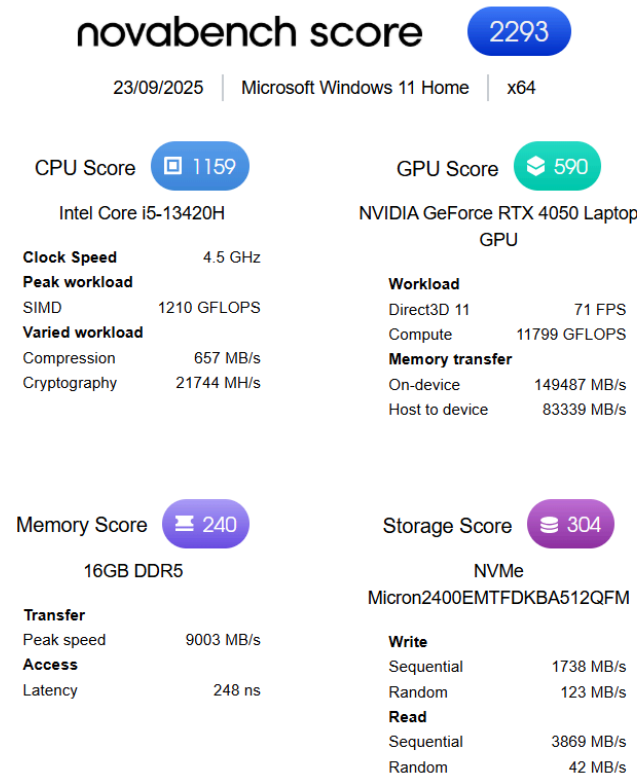 novabench score 2293
23/09/2025 Microsoft Windows 11 Home x64
CPU Score 1159
Intel Core i5-13420H
Clock Speed 4.5 GHz
Peak workload
SIMD 1210 GFLOPS
Varied workload
Compression 657 MB/s
Cryptography 21744 MH/s
GPU Score 590
NVIDIA GeForce RTX 4050 Laptop
GPU
Workload
Direct3D 11 71 FPS
Compute 11799 GFLOPS
Memory transfer
On-device 149487 MB/s
Host to device 83339 MB/s
Memory Score 240
16GB DDR5
Transfer
Peak speed 9003 MB/s
Access
Latency 248 ns
Storage Score 304
NVMe
Micron2400EMTFDKBA512QFM
Write
Sequential 1738 MB/s
Random 123 MB/s
Read
Sequential 3869 MB/s
Random 42 MB/s